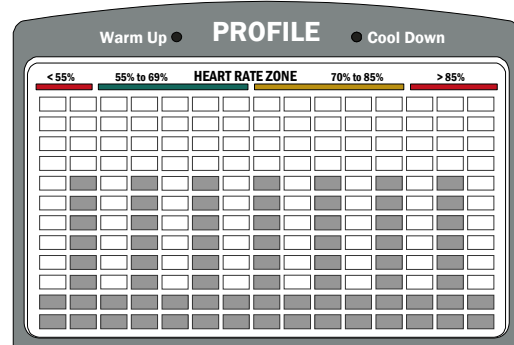 Warm Up PROFILE Cool Down
< 55% 55% to 69% HEART RATE ZONE 70% to 85% > 85%